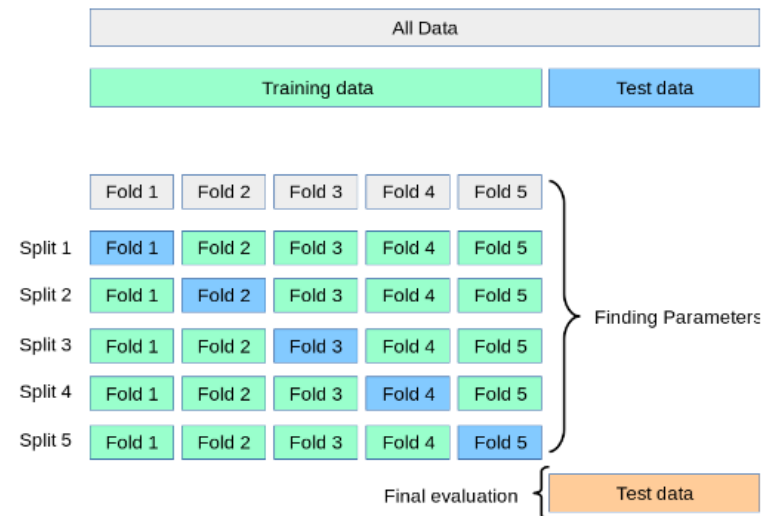 All Data
Training data Test data
Fold 1 Fold 2 Fold 3 Fold 4 Fold 5
Split 1 Fold 1 Fold 2 Fold 3 Fold 4 Fold 5
Split 2 Fold 1 Fold 2 Fold 3 Fold 4 Fold 5
Finding Parameters
Split 3 Fold 1 Fold 2 Fold 3 Fold 4 Fold 5
Split 4 Fold 1 Fold 2 Fold 3 Fold 4 Fold 5
Split 5 Fold 1 Fold 2 Fold 3 Fold 4 Fold 5
Final evaluation Test data